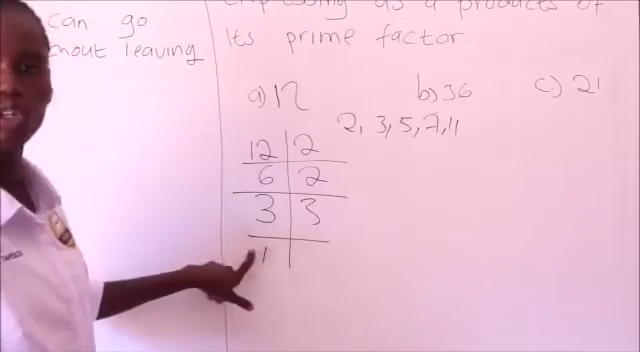 can go
without leaving
expressing as a products of
its prime factor.
a) 12
b) 36
c) 21
2, 3, 5, 7, 11
12 | 2
6 | 2
3 | 3
1 |